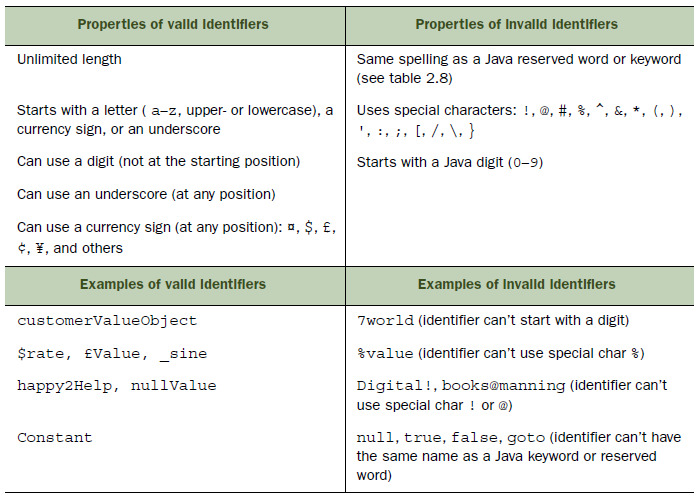 Properties of valid identifiers
Properties of invalid identifiers
Unlimited length
Same spelling as a Java reserved word or keyword
(see table 2.8)
Starts with a letter ( a–z, upper- or lowercase), a
currency sign, or an underscore
Uses special characters: !, @, #, %, ^, &, *, (, ),
', :, ;, [, /, \, }
Can use a digit (not at the starting position)
Starts with a Java digit (0–9)
Can use an underscore (at any position)
Can use a currency sign (at any position): ¤, $, £,
¢, ¥, and others
Examples of valid identifiers
Examples of invalid identifiers
customerValueObject
7world (identifier can’t start with a digit)
$rate, £Value, _sine
%value (identifier can’t use special char %)
happy2Help, nullValue
Digital!, books@manning (identifier can’t
use special char ! or @)
Constant
null, true, false, goto (identifier can’t have
the same name as a Java keyword or reserved
word)